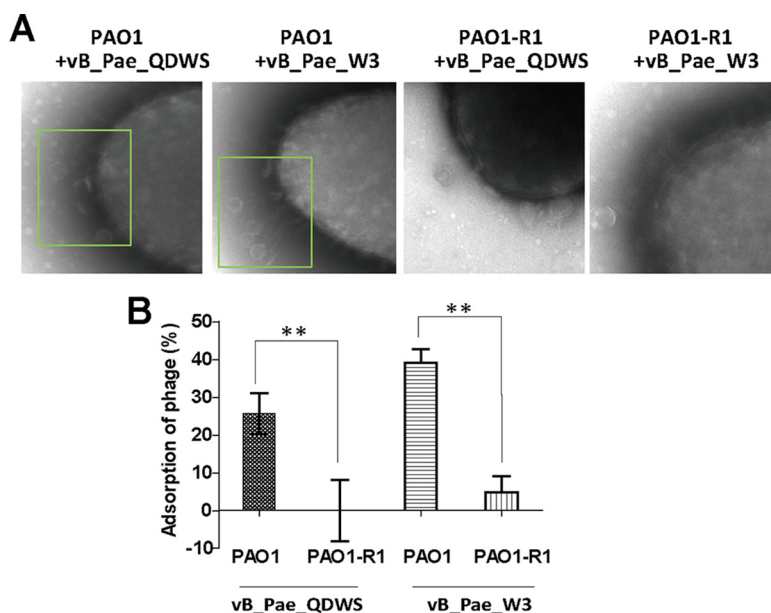 A
PAO1
+vB_Pae_QDWS
PAO1
+vB_Pae_W3
PAO1-R1
+vB_Pae_QDWS
PAO1-R1
+vB_Pae_W3
B
Adsorption of phage (%)
50
40
30
20
10
0
-10
**
**
PAO1
PAO1-R1
PAO1
PAO1-R1
vB_Pae_QDWS
vB_Pae_W3